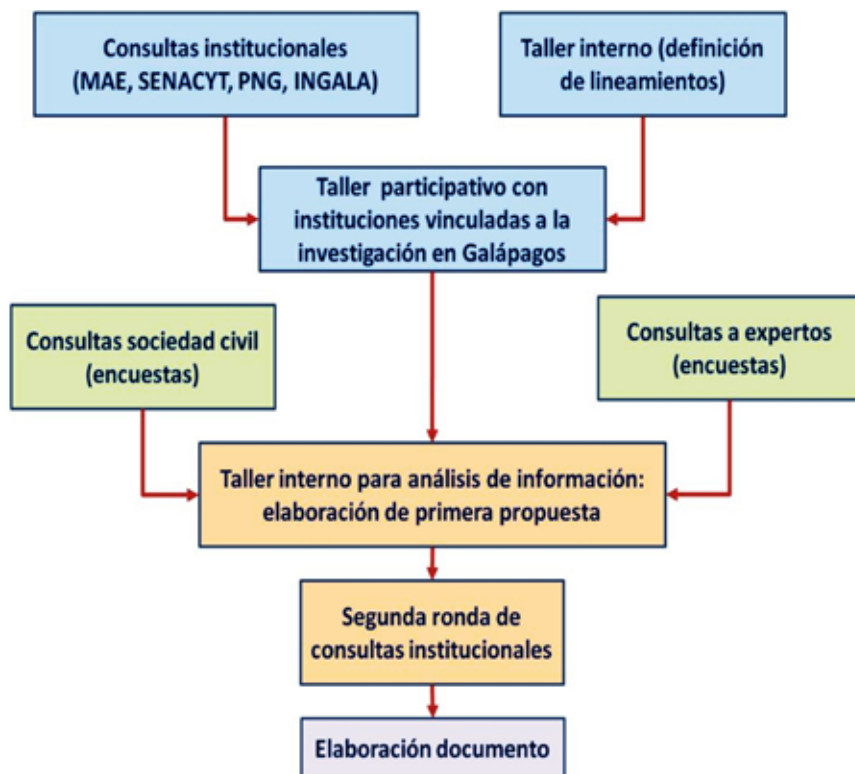 Consultas institucionales
(MAE, SENACYT, PNG, INGALA)
Taller interno (definición
de lineamientos)
Taller participativo con
instituciones vinculadas a la
investigación en Galápagos
Consultas sociedad civil
(encuestas)
Consultas a expertos
(encuestas)
Taller interno para análisis de información:
elaboración de primera propuesta
Segunda ronda de
consultas institucionales
Elaboración documento